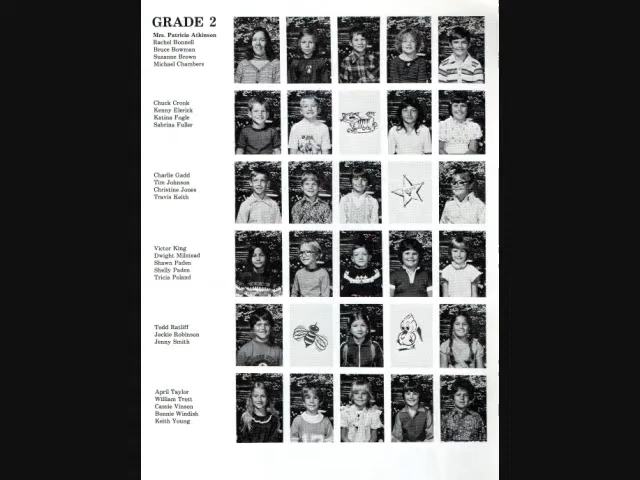 GRADE 2
Mrs. Patricia Atkinson
Rachel Bonnell
Bruce Bowman
Suzanne Brown
Michael Chambers
Chuck Cronk
Kenny Elerick
Katina Fagle
Sabrina Fuller
Charlie Gadd
Tim Johnson
Christine Jones
Travis Keith
Victor King
Dwight Milstead
Shawn Paden
Shelly Paden
Tricia Poland
Todd Ratliff
Jackie Robinson
Jenny Smith
April Taylor
William Trott
Cassie Vinson
Bonnie Windish
Keith Young